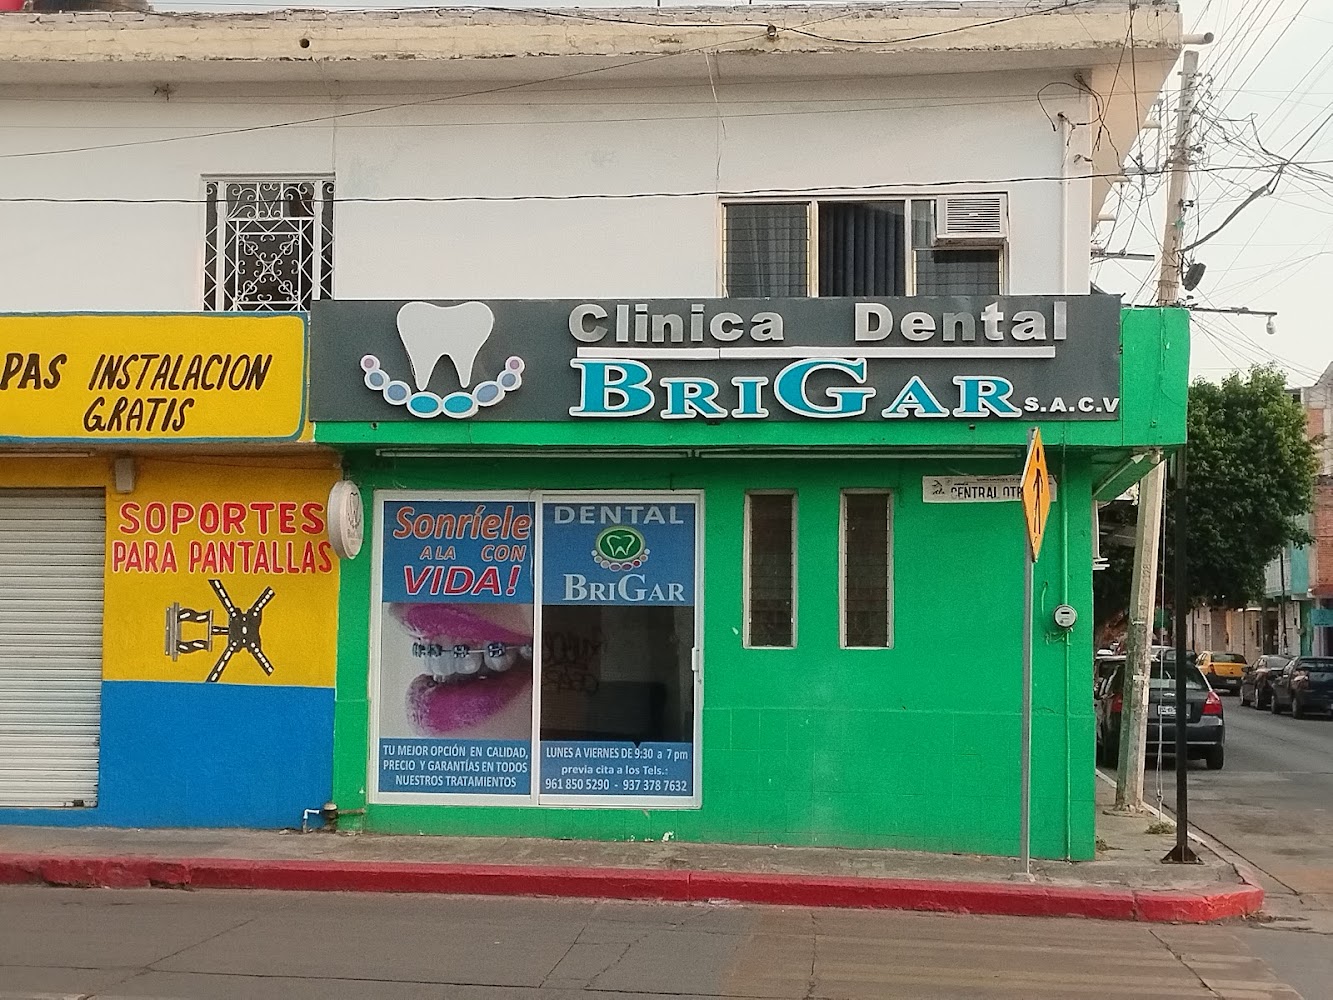 PAS INSTALACION
GRATIS
SOPORTES
PARA PANTALLAS
Clinica Dental
BRIGAR S.A.C.V
CENTRAL OTE
Sonríele
A LA CON
VIDA!
TU MEJOR OPCIÓN EN CALIDAD,
PRECIO Y GARANTÍAS EN TODOS
NUESTROS TRATAMIENTOS
DENTAL
BRIGAR
LUNES A VIERNES DE 9:30 a 7 pm
previa cita a los Tels.:
961 850 5290 - 937 378 7632